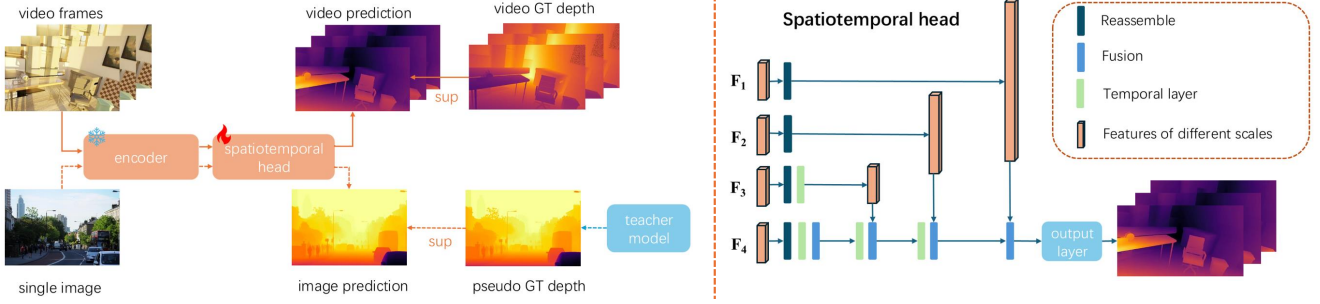 video frames
video prediction
video GT depth
sup
encoder
spatiotemporal
head
sup
teacher
model
single image
image prediction
pseudo GT depth
Spatiotemporal head
F1
F2
F3
F4
output
layer
Reassemble
Fusion
Temporal layer
Features of different scales